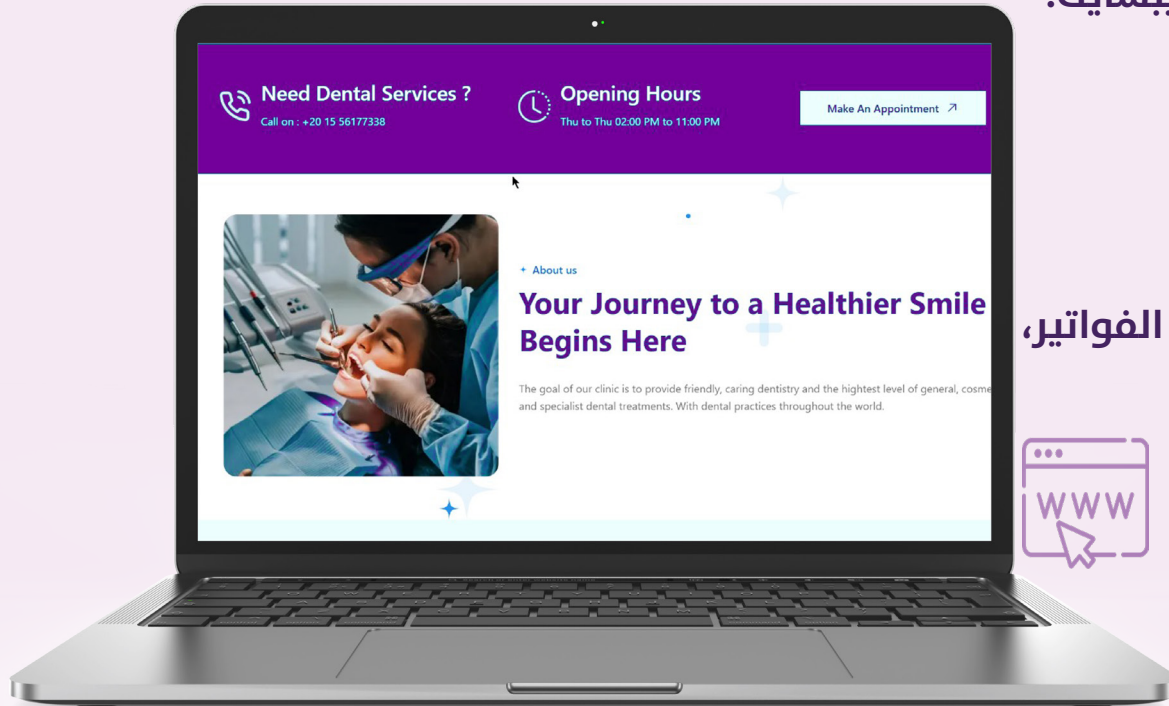 Need Dental Services ?
Call on : +20 15 56177338
Opening Hours
Thu to Thu 02:00 PM to 11:00 PM
Make An Appointment
About us
Your Journey to a Healthier Smile
Begins Here
The goal of our clinic is to provide friendly, caring dentistry and the hightest level of general, cosme
and specialist dental treatments. With dental practices throughout the world.
الفواتير،
WWW